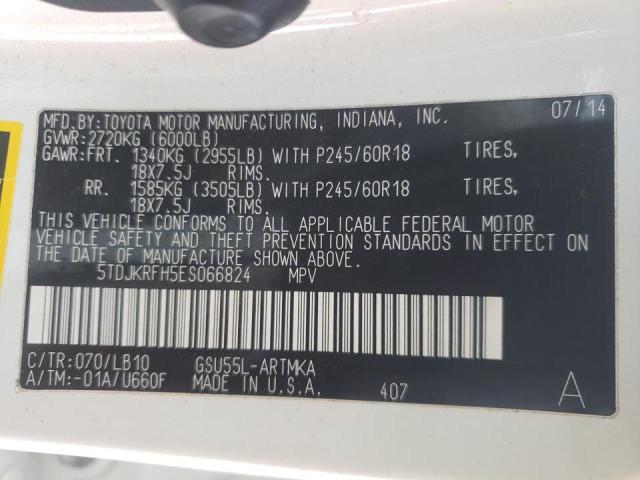 MFD.BY:TOYOTA MOTOR MANUFACTURING, INDIANA, INC. 07/14
GVWR:2720KG (6000LB)
GAWR:FRT. 1340KG (2955LB) WITH P245/60R18 TIRES,
18X7.5J RIMS.
RR. 1585KG (3505LB) WITH P245/60R18 TIRES,
18X7.5J RIMS.
THIS VEHICLE CONFORMS TO ALL APPLICABLE FEDERAL MOTOR
VEHICLE SAFETY AND THEFT PREVENTION STANDARDS IN EFFECT ON
THE DATE OF MANUFACTURE SHOWN ABOVE.
5TDJKRFH5ES066824 MPV
C/TR:070/LB10 GSU55L-ARTMKA
A/TM:-01A/U660F MADE IN U.S.A. 407 A